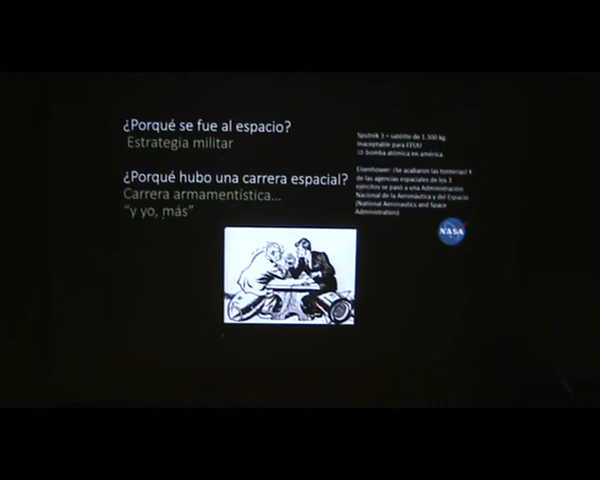 ¿Porqué se fue al espacio?
Estrategia militar
¿Porqué hubo una carrera espacial?
Carrera armamentística...
"y yo, más"
Sputnik 3 = satélite de 1.300 kg.
Inaceptable para EEUU
⇒ bomba atómica en américa.
Eisenhower: ¡Se acabaron las tonterías! Y
de las agencias espaciales de los 3
ejércitos se pasó a una Administración
Nacional de la Aeronáutica y del Espacio
(National Aeronautics and Space
Administration)
NASA